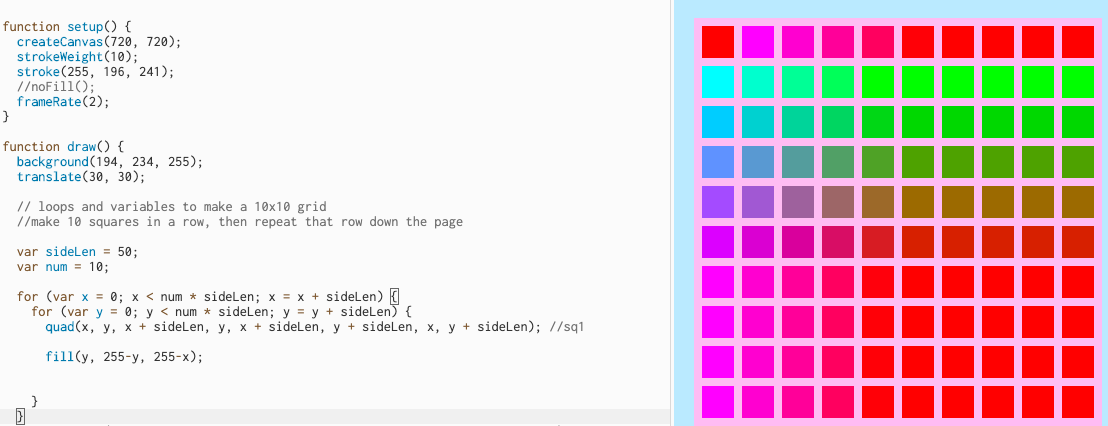 function setup() {
createCanvas(720, 720);
strokeWeight(10);
stroke(255, 196, 241);
//noFill();
frameRate(2);
}
function draw() {
background(194, 234, 255);
translate(30, 30);
// loops and variables to make a 10x10 grid
//make 10 squares in a row, then repeat that row down the page
var sideLen = 50;
var num = 10;
for (var x = 0; x < num * sideLen; x = x + sideLen) {
for (var y = 0; y < num * sideLen; y = y + sideLen) {
quad(x, y, x + sideLen, y, x + sideLen, y + sideLen, x, y + sideLen); //sq1
fill(y, 255-y, 255-x);
}
}